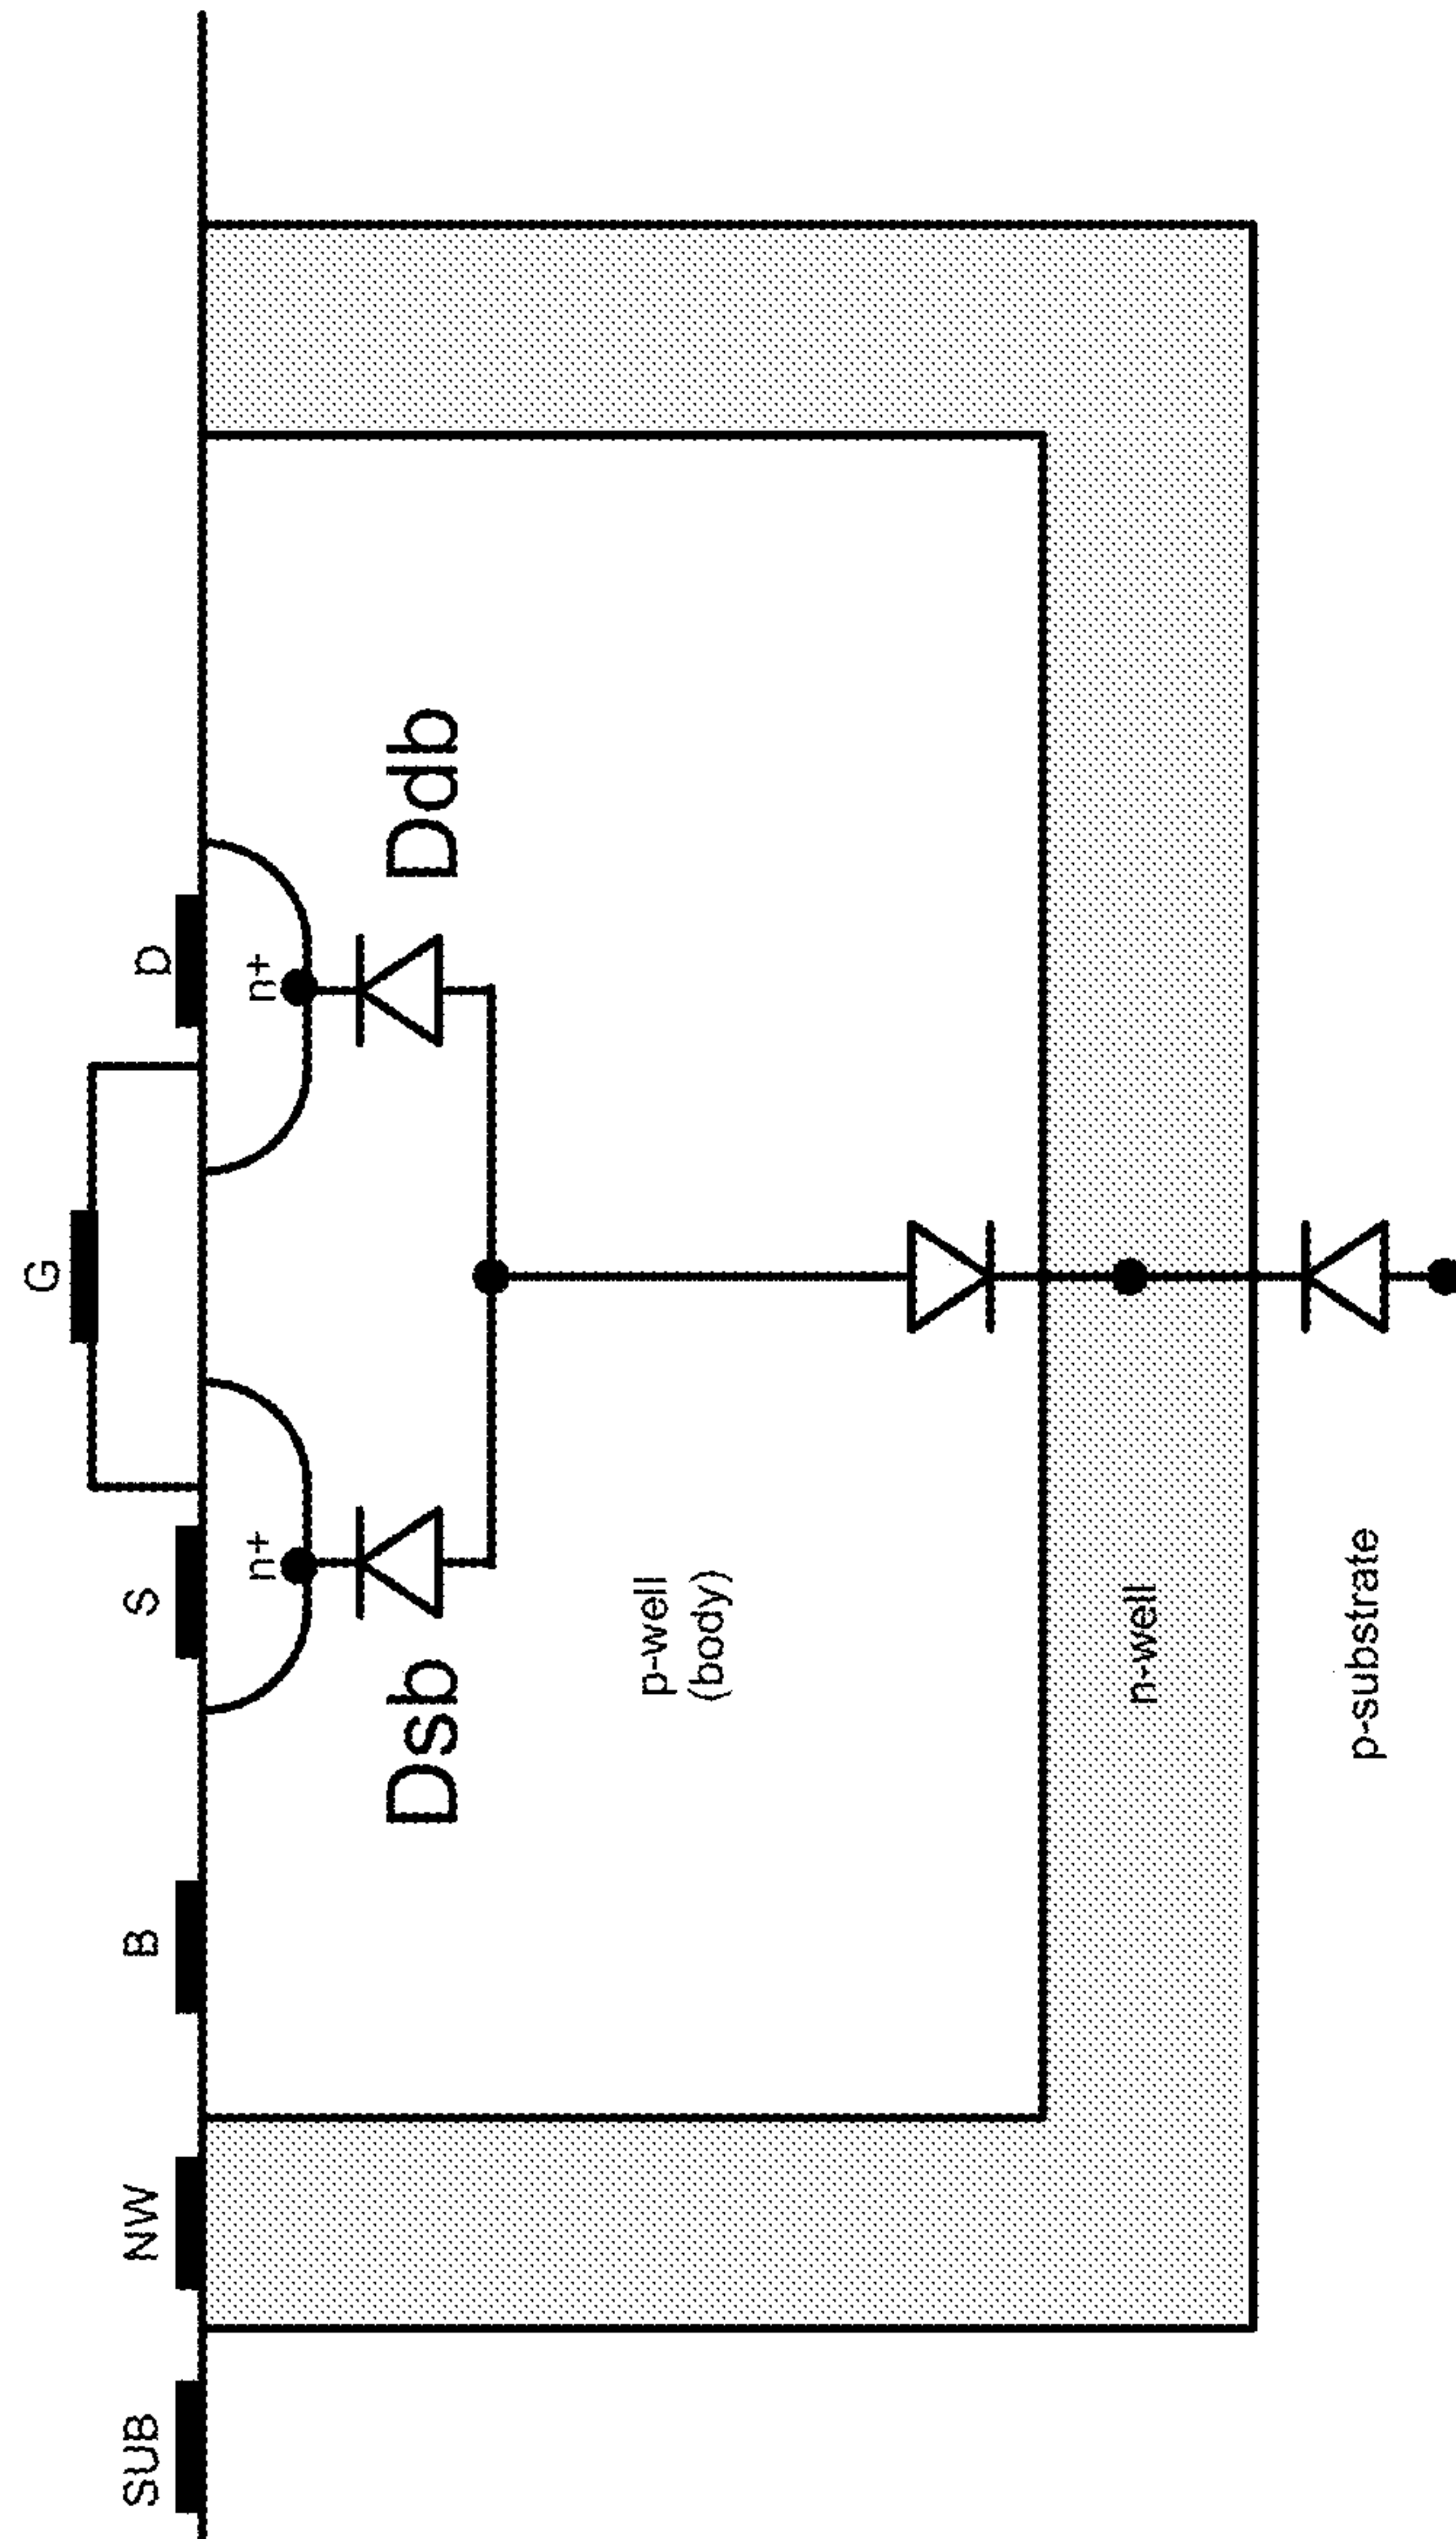 G
SUB
NW
B
S
D
n+
n+
Dsb
Ddb
p-well
(body)
n-well
p-substrate